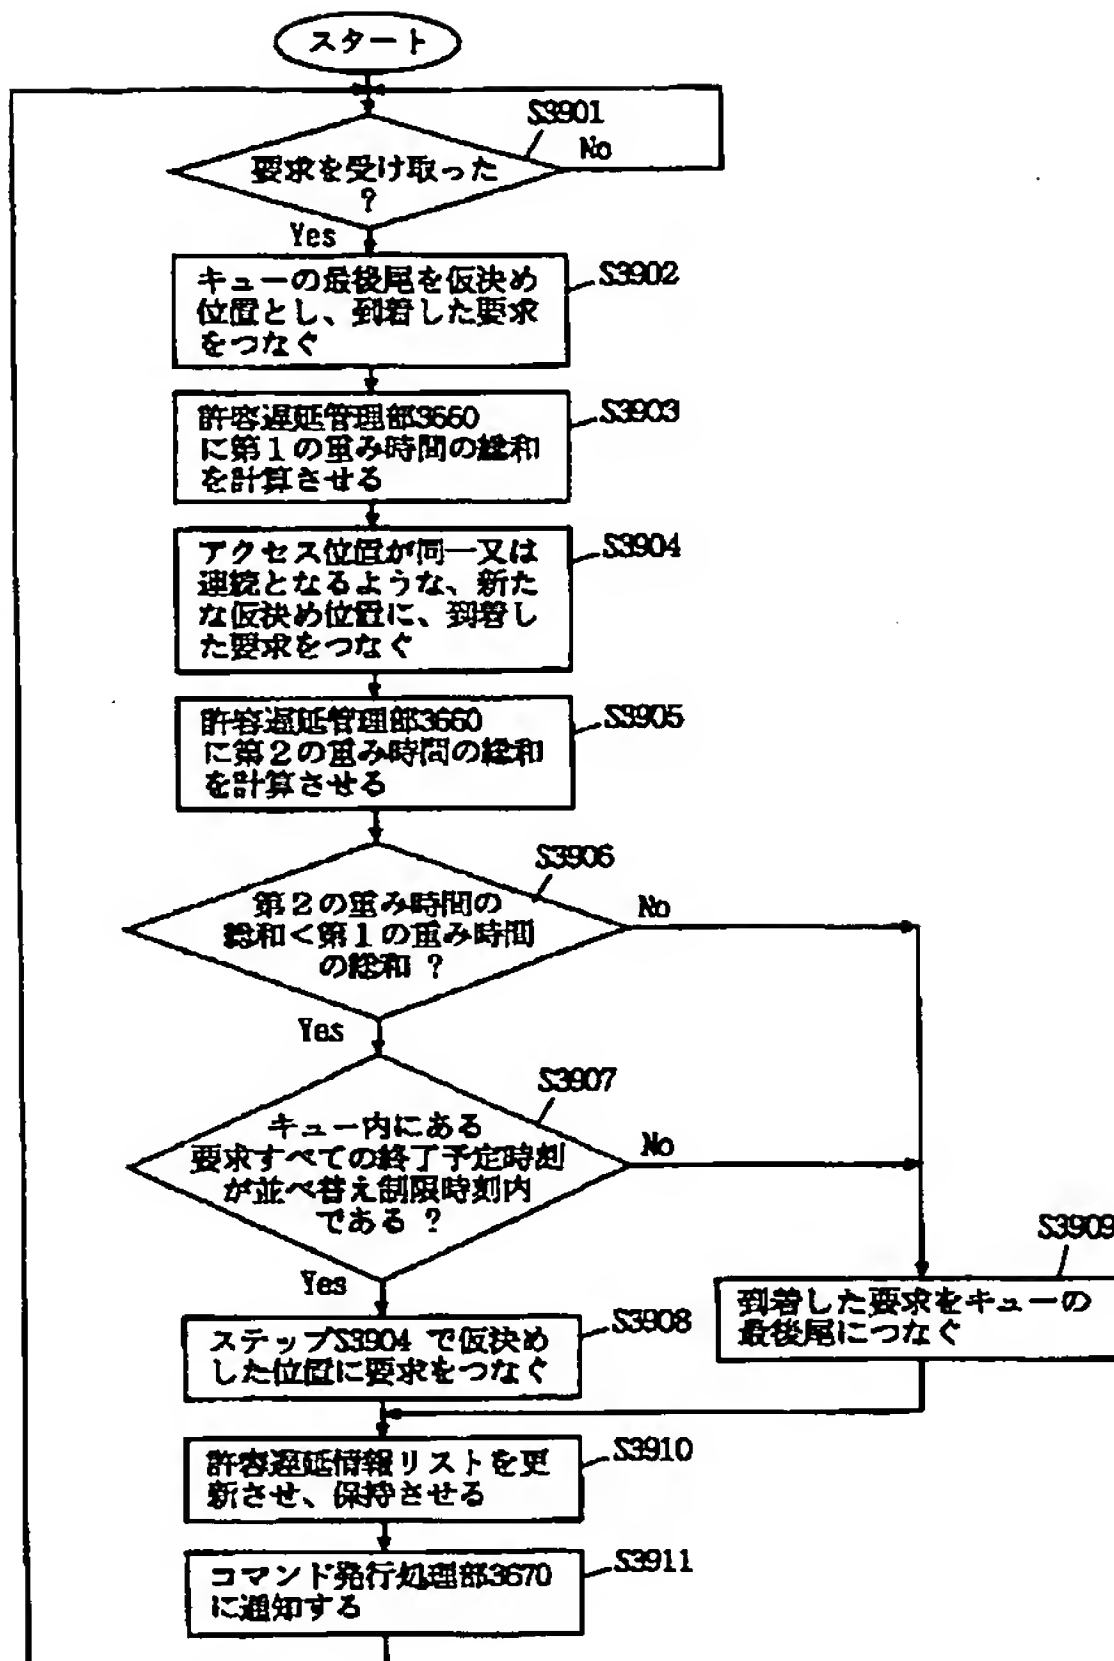 スタート
S3901
要求を受け取った
?
No
Yes
キューの最後尾を仮決め
位置とし、到着した要求
をつなぐ
S3902
許容遅延管理部3660
に第1の重み時間の総和
を計算させる
S3903
アクセス位置が同一又は
連続となるような、新た
な仮決め位置に、到着し
た要求をつなぐ
S3904
許容遅延管理部3660
に第2の重み時間の総和
を計算させる
S3905
S3906
第2の重み時間の
総和<第1の重み時間
の総和 ?
No
Yes
S3907
キュー内にある
要求すべての終了予定時刻
が並べ替え制限時刻内
である ?
No
Yes
S3909
到着した要求をキューの
最後尾につなぐ
ステップS3904 で仮決め
した位置に要求をつなぐ
S3908
許容遅延情報リストを更
新させ、保持させる
S3910
コマンド発行処理部3670
に通知する
S3911